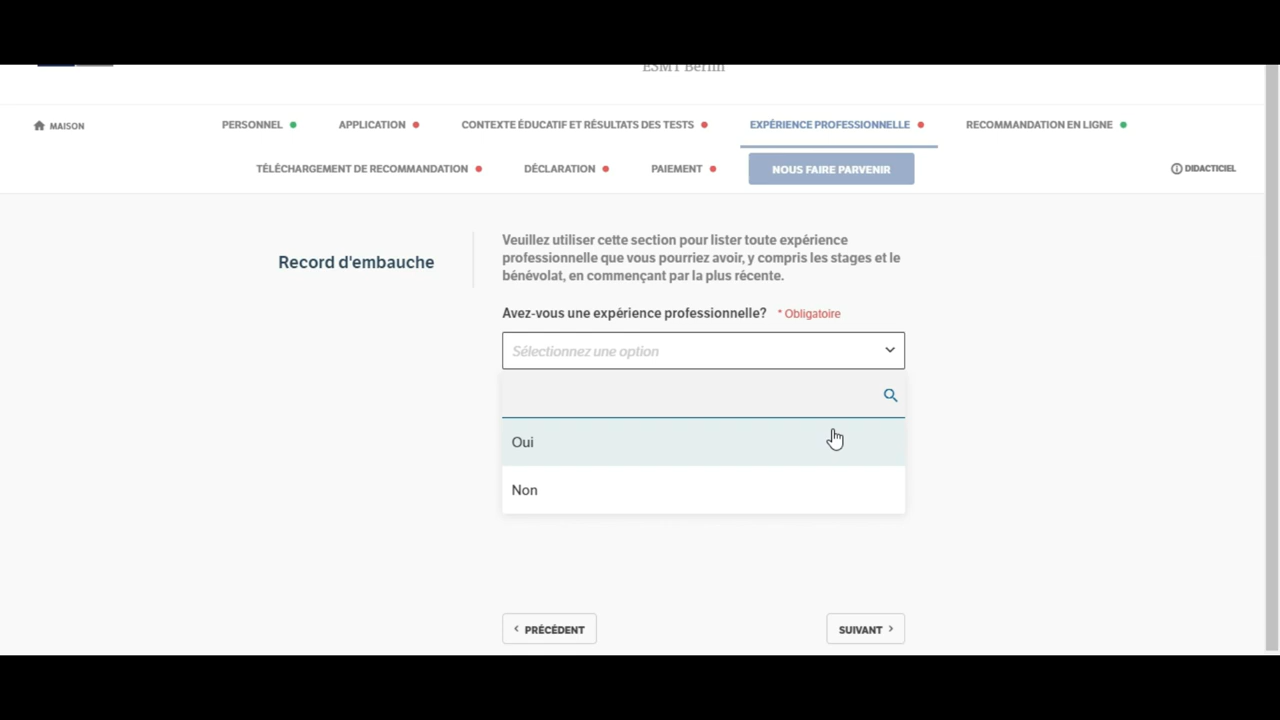 ESMT Berlin
MAISON
PERSONNEL
APPLICATION
CONTEXTE ÉDUCATIF ET RÉSULTATS DES TESTS
EXPÉRIENCE PROFESSIONNELLE
RECOMMANDATION EN LIGNE
TÉLÉCHARGEMENT DE RECOMMANDATION
DÉCLARATION
PAIEMENT
NOUS FAIRE PARVENIR
DIDACTICIEL
Record d'embauche
Veuillez utiliser cette section pour lister toute expérience
professionnelle que vous pourriez avoir, y compris les stages et le
bénévolat, en commençant par la plus récente.
Avez-vous une expérience professionnelle? * Obligatoire
Sélectionnez une option
Oui
Non
PRÉCÉDENT
SUIVANT